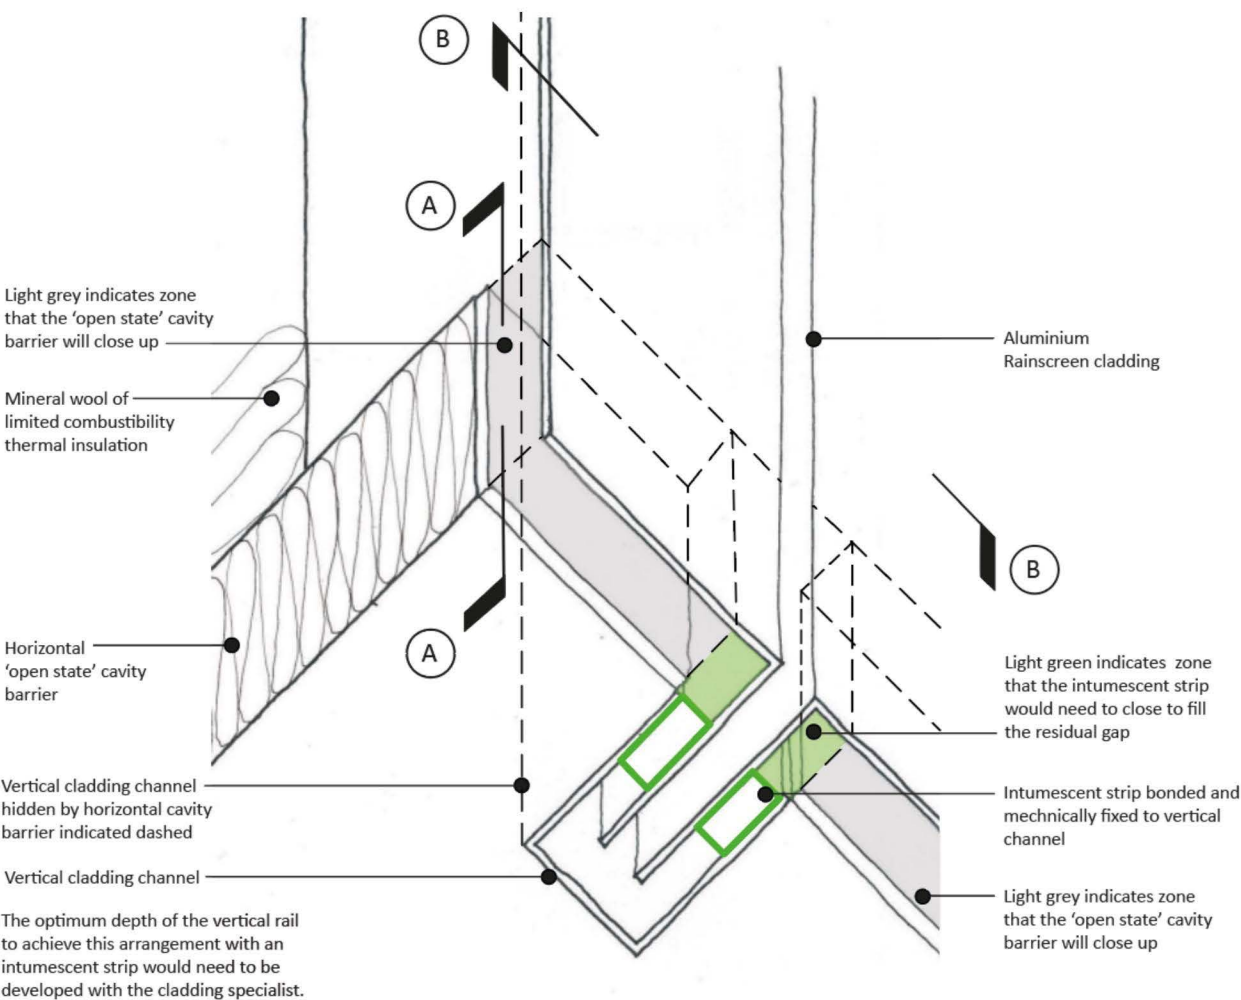 B
A
Light grey indicates zone
that the ‘open state’ cavity
barrier will close up
Mineral wool of
limited combustibility
thermal insulation
Horizontal
‘open state’ cavity
barrier
A
Vertical cladding channel
hidden by horizontal cavity
barrier indicated dashed
Vertical cladding channel
The optimum depth of the vertical rail
to achieve this arrangement with an
intumescent strip would need to be
developed with the cladding specialist.
Aluminium
Rainscreen cladding
B
Light green indicates zone
that the intumescent strip
would need to close to fill
the residual gap
Intumescent strip bonded and
mechnically fixed to vertical
channel
Light grey indicates zone
that the ‘open state’ cavity
barrier will close up